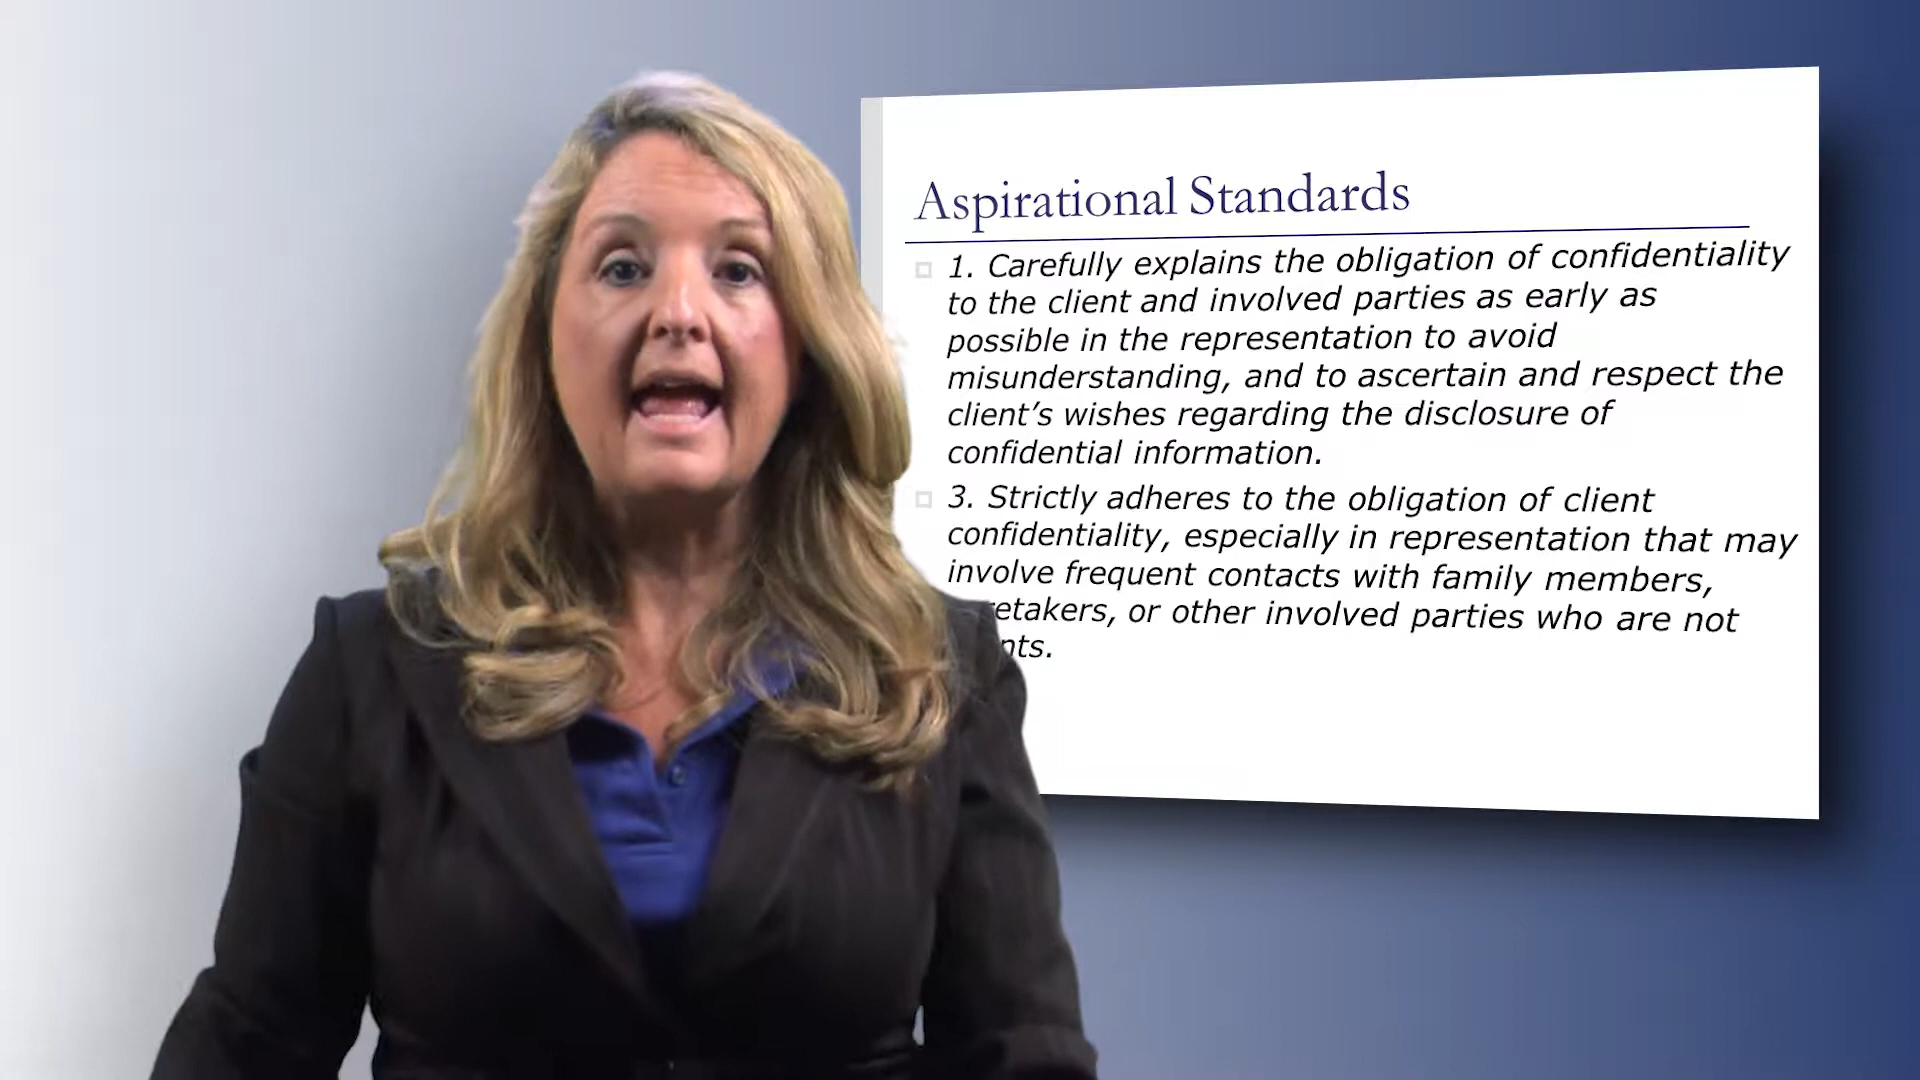 Aspirational Standards
1. Carefully explains the obligation of confidentiality
to the client and involved parties as early as
possible in the representation to avoid
misunderstanding, and to ascertain and respect the
client’s wishes regarding the disclosure of
confidential information.
3. Strictly adheres to the obligation of client
confidentiality, especially in representation that may
involve frequent contacts with family members,
or other involved parties who are not